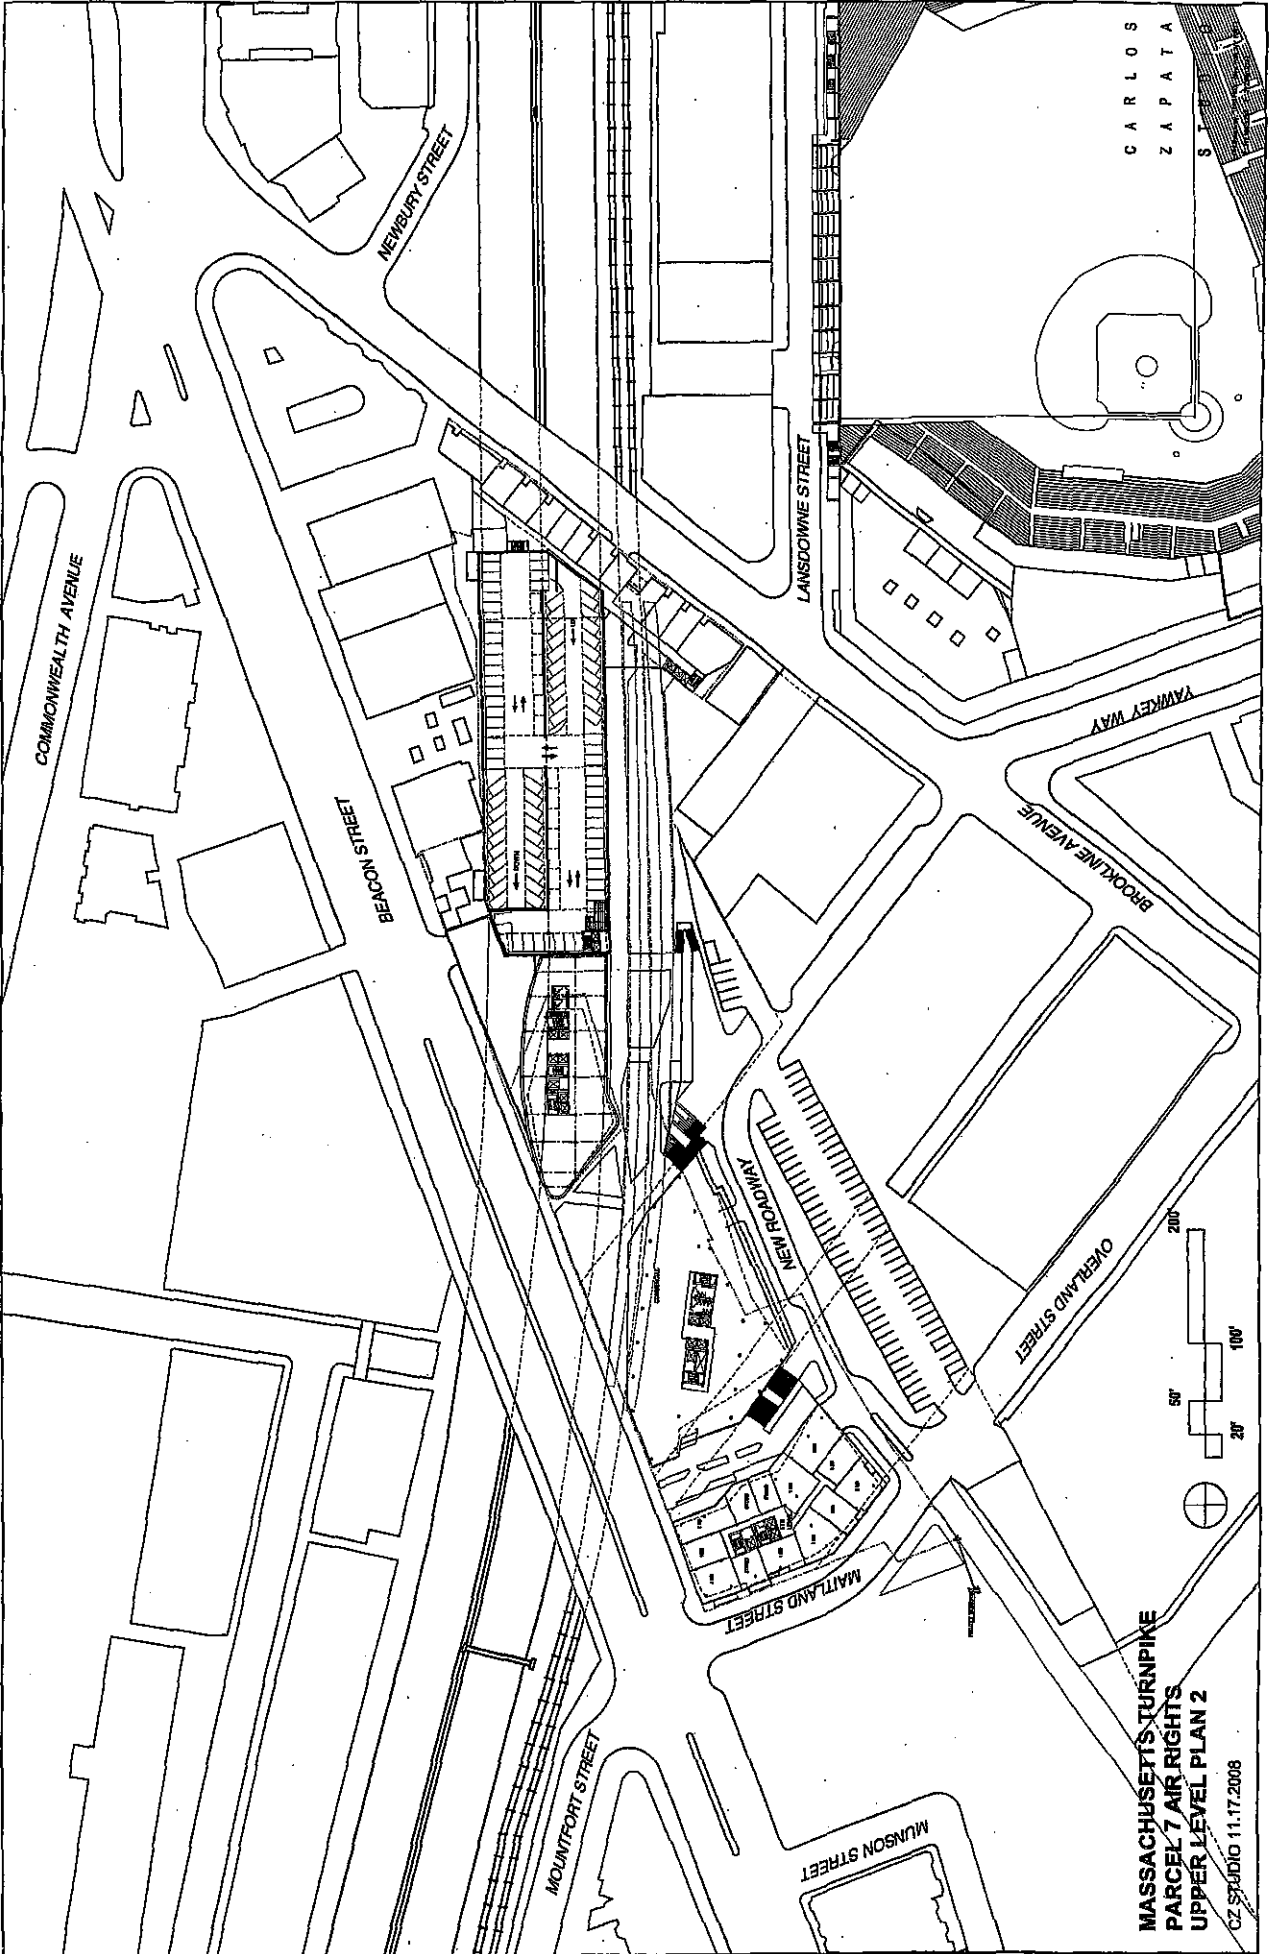 COMMONWEALTH AVENUE
NEWBURY STREET
BEACON STREET
LANSDOWNE STREET
YAWKEY WAY
BROOKLINE AVENUE
NEW ROADWAY
OVERLAND STREET
MAITLAND STREET
MOUNTFORT STREET
MUNSON STREET
DOWN
CARLOS
ZAPATA
STUDIO
20' 50' 100' 200'
MASSACHUSETTS TURNPIKE
PARCEL 7 AIR RIGHTS
UPPER LEVEL PLAN 2
CZ STUDIO 11.17.2008